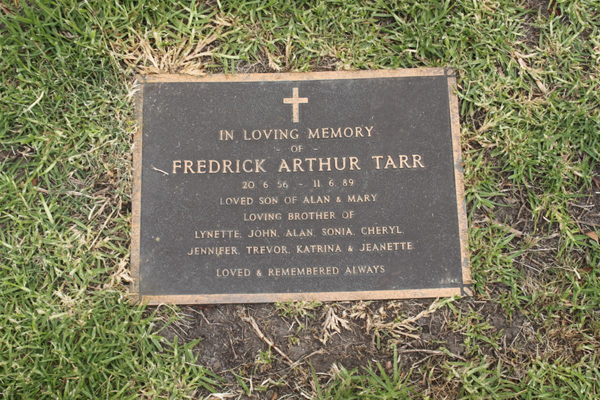 IN LOVING MEMORY
- OF -
FREDRICK ARTHUR TARR
20·6·56 - 11·6·89
LOVED SON OF ALAN & MARY
LOVING BROTHER OF
LYNETTE, JOHN, ALAN, SONIA, CHERYL,
JENNIFER, TREVOR, KATRINA & JEANETTE
LOVED & REMEMBERED ALWAYS